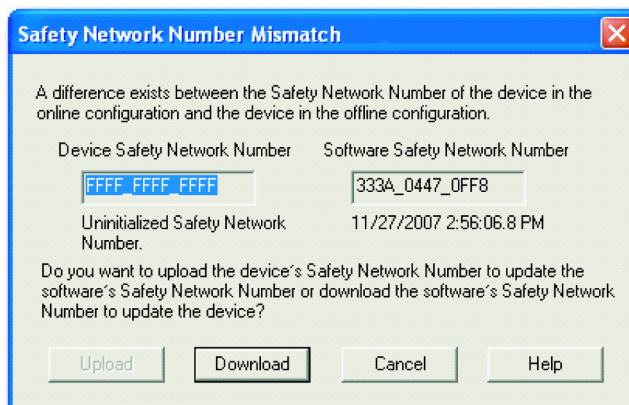 Safety Network Number Mismatch
A difference exists between the Safety Network Number of the device in the
online configuration and the device in the offline configuration.
Device Safety Network Number Software Safety Network Number
FFFF_FFFF_FFFF 333A_0447_0FF8
Uninitialized Safety Network 11/27/2007 2:56:06.8 PM
Number.
Do you want to upload the device's Safety Network Number to update the
software's Safety Network Number or download the software's Safety Network
Number to update the device?
Upload Download Cancel Help